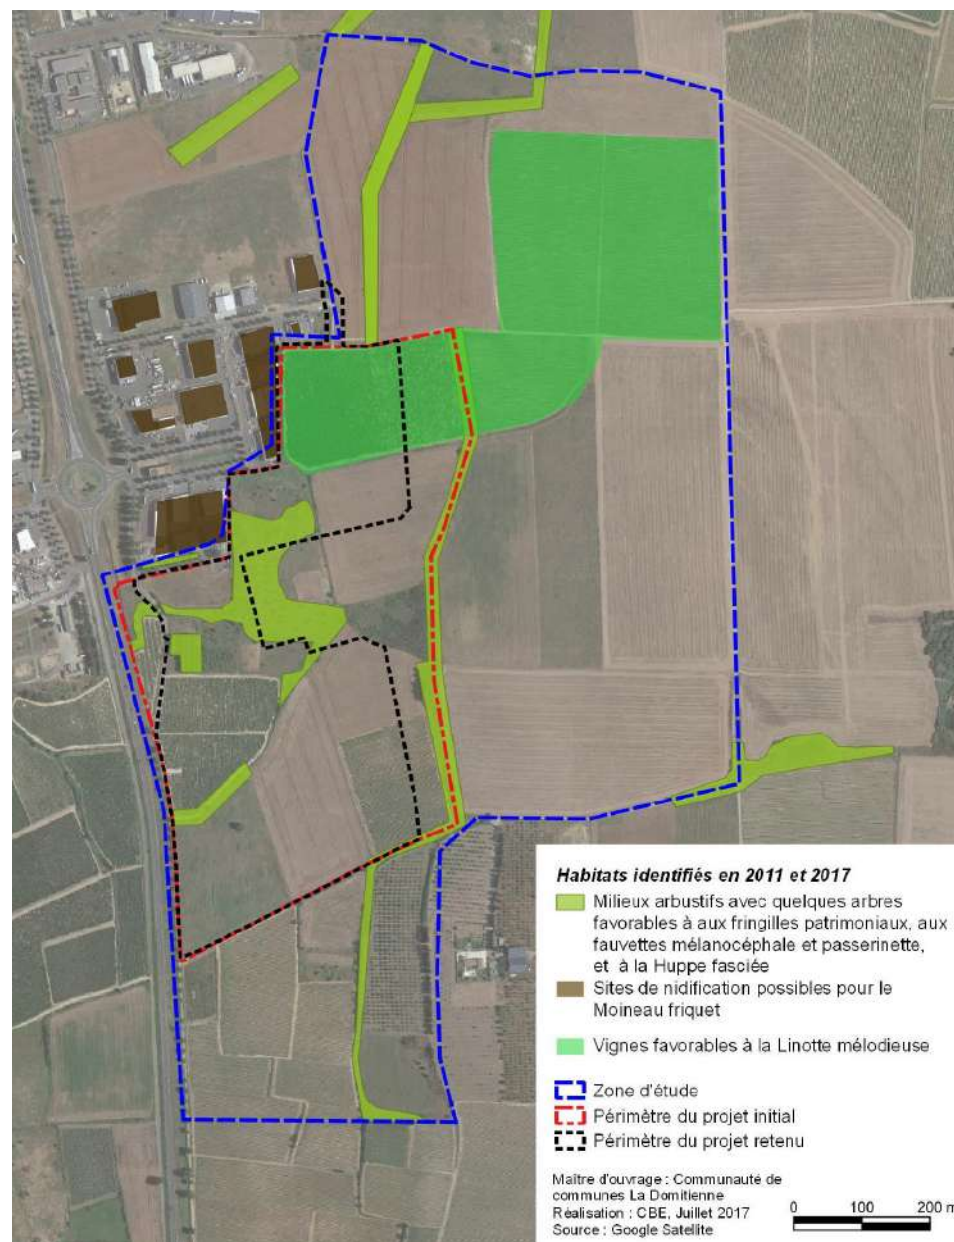 Habitats identifiés en 2011 et 2017
Milieux arbustifs avec quelques arbres
favorables à aux fringilles patrimoniaux, aux
fauvettes mélanocéphale et passerinette,
et à la Huppe fasciée
Sites de nidification possibles pour le
Moineau friquet
Vignes favorables à la Linotte mélodieuse
Zone d'étude
Périmètre du projet initial
Périmètre du projet retenu
Maître d'ouvrage : Communauté de
communes La Domitienne
Réalisation : CBE, Juillet 2017
Source : Google Satellite
0 100 200 m